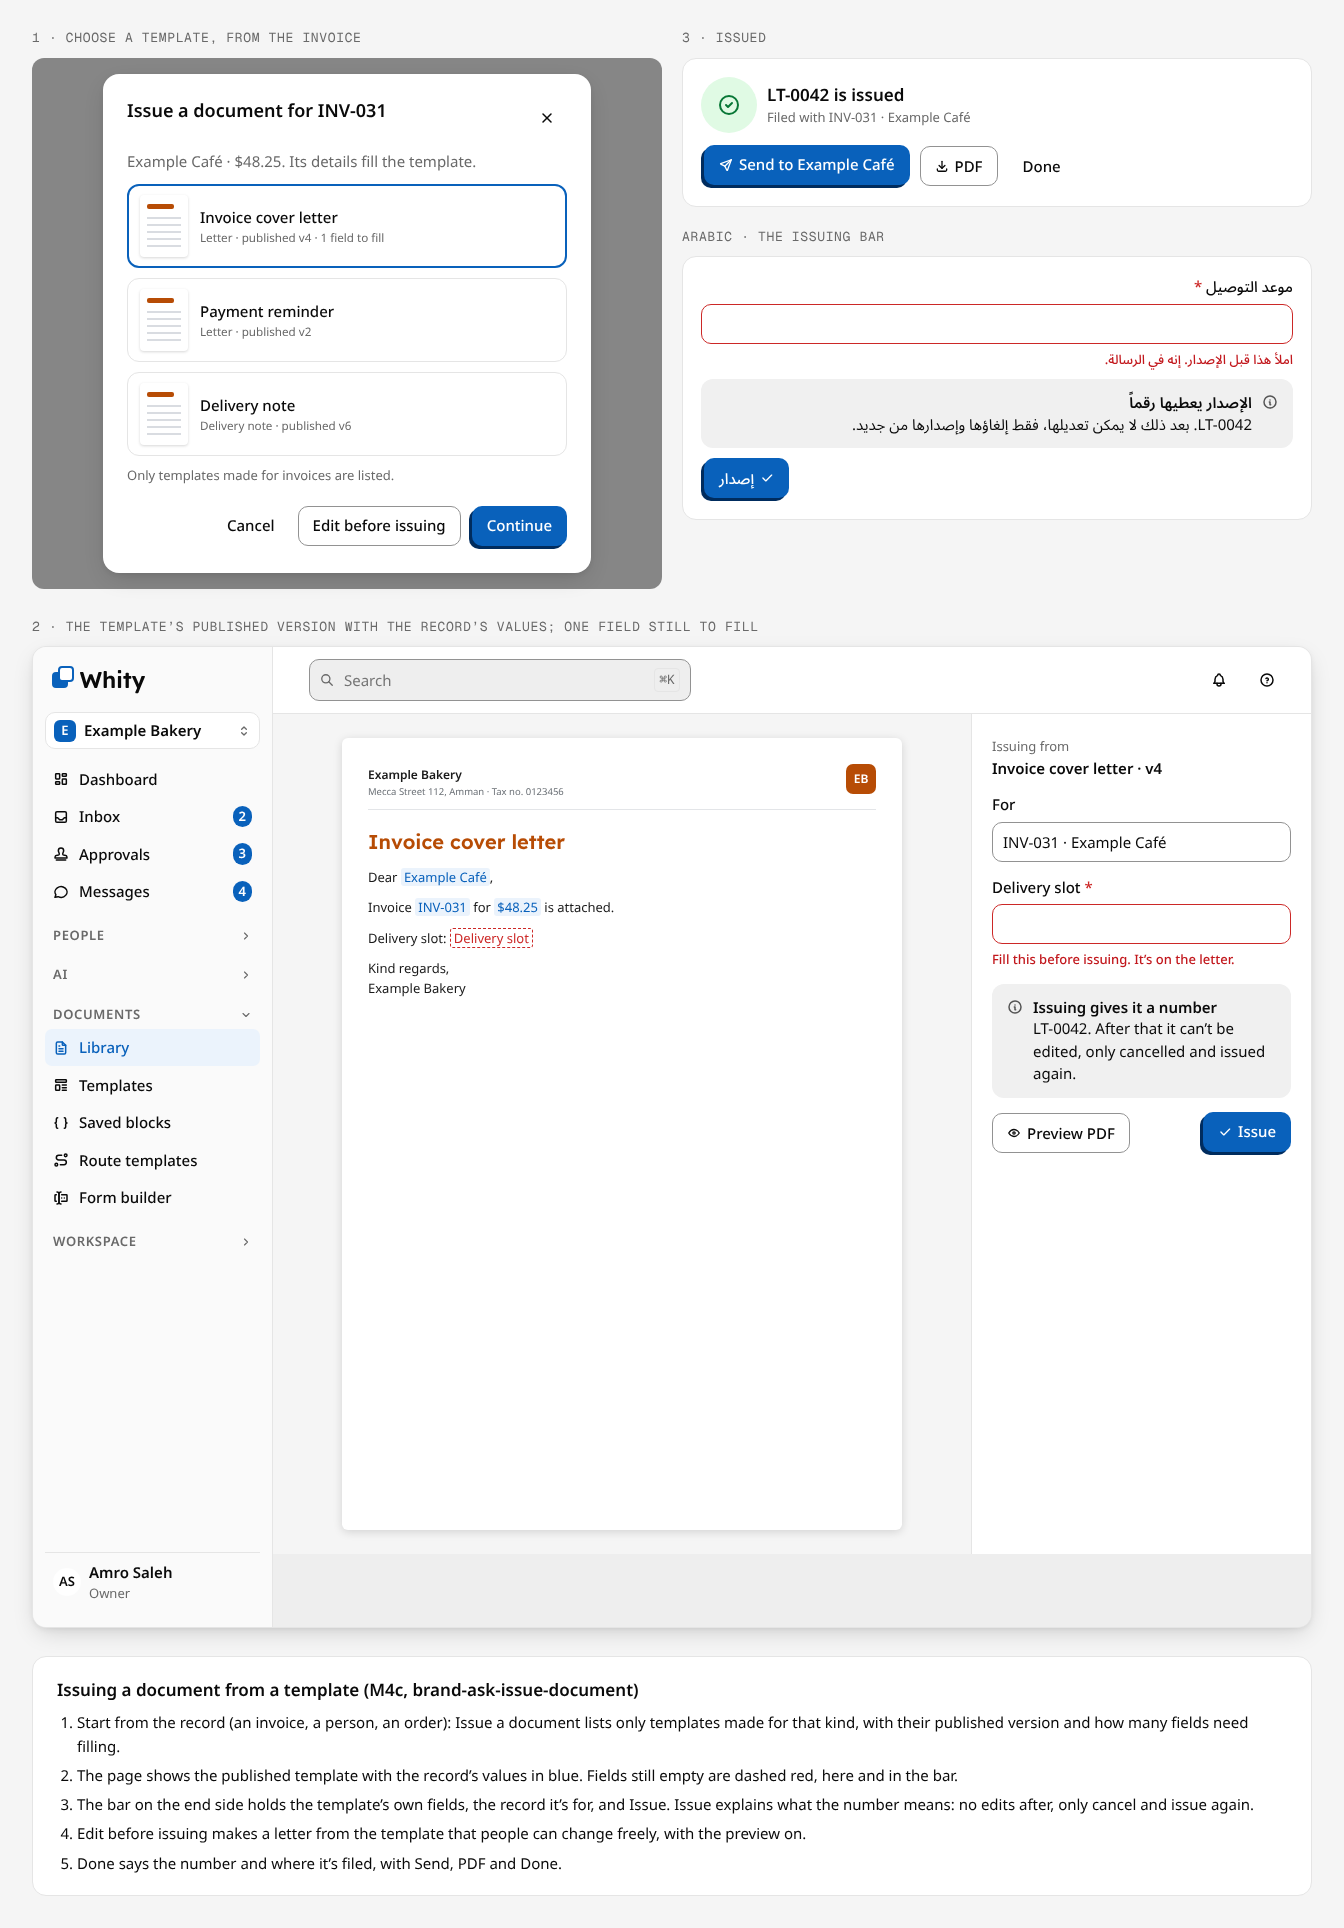 1 · CHOOSE A TEMPLATE, FROM THE INVOICE
Issue a document for INV-031
Example Café · $48.25. Its details fill the template.
Invoice cover letter
Letter · published v4 · 1 field to fill
Payment reminder
Letter · published v2
Delivery note
Delivery note · published v6
Only templates made for invoices are listed.
Cancel
Edit before issuing
Continue
3 · ISSUED
LT-0042 is issued
Filed with INV-031 · Example Café
Send to Example Café
PDF
Done
ARABIC · THE ISSUING BAR
موعد التوصيل *
املأ هذا قبل الإصدار. إنه في الرسالة.
الإصدار يعطيها رقماً
LT-0042. بعد ذلك لا يمكن تعديلها، فقط إلغاؤها وإصدارها من جديد.
إصدار
2 · THE TEMPLATE’S PUBLISHED VERSION WITH THE RECORD’S VALUES; ONE FIELD STILL TO FILL
Whity
E Example Bakery
Dashboard
Inbox 2
Approvals 3
Messages 4
PEOPLE
AI
DOCUMENTS
Library
Templates
Saved blocks
Route templates
Form builder
WORKSPACE
AS Amro Saleh
Owner
Search ⌘K
Example Bakery
Mecca Street 112, Amman · Tax no. 0123456
EB
Invoice cover letter
Dear Example Café ,
Invoice INV-031 for $48.25 is attached.
Delivery slot: Delivery slot
Kind regards,
Example Bakery
Issuing from
Invoice cover letter · v4
For
INV-031 · Example Café
Delivery slot *
Fill this before issuing. It’s on the letter.
Issuing gives it a number
LT-0042. After that it can’t be
edited, only cancelled and issued
again.
Preview PDF
Issue
Issuing a document from a template (M4c, brand-ask-issue-document)
1. Start from the record (an invoice, a person, an order): Issue a document lists only templates made for that kind, with their published version and how many fields need
filling.
2. The page shows the published template with the record’s values in blue. Fields still empty are dashed red, here and in the bar.
3. The bar on the end side holds the template’s own fields, the record it’s for, and Issue. Issue explains what the number means: no edits after, only cancel and issue again.
4. Edit before issuing makes a letter from the template that people can change freely, with the preview on.
5. Done says the number and where it’s filed, with Send, PDF and Done.